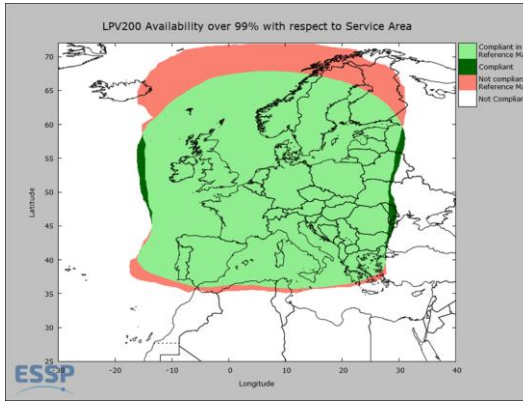 LPV200 Availability over 99% with respect to Service Area
Compliant in
Reference Ma
Compliant
Not complian
Reference Ma
Not Complian
70
65
60
55
50
45
40
35
30
25
Latitude
-30
-20
-10
0
10
20
30
40
Longitude
ESSP